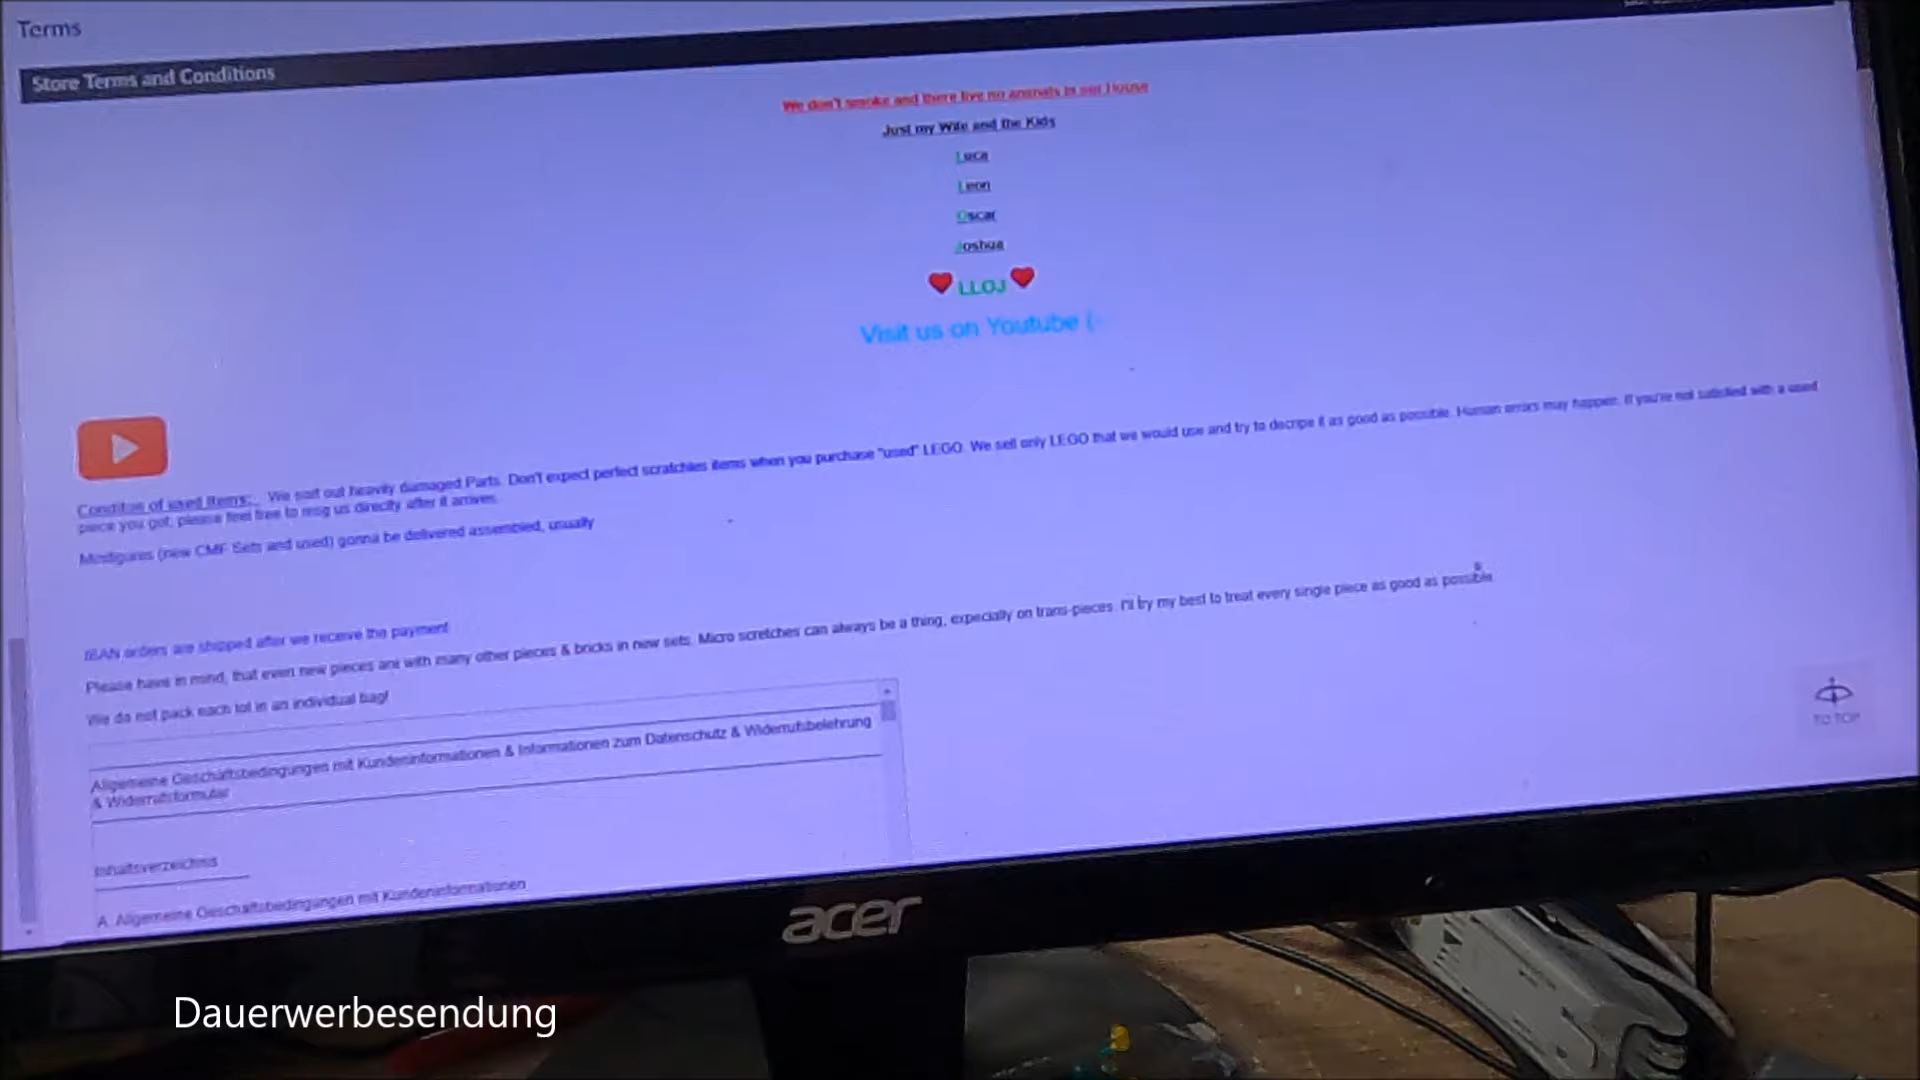 Terms
Store Terms and Conditions
We don't smoke and there live no animals in our House
Just my Wife and the Kids
Luca
Leon
Oscar
Joshua
LLOJ
Visit us on Youtube (-
Condition of used Items: We sort out heavily damaged Parts. Don't expect perfect scratchles items when you purchase "used" LEGO. We sell only LEGO that we would use and try to decripe it as good as possible. Human errors may happen. If you're not satisfied with a used
piece you got, please feel free to msg us directly after it arrives.
Minifigures (new CMF Sets and used) gonna be delivered assembled, usually
IBAN orders are shipped after we receive the payment
Please have in mind, that even new pieces are with many other pieces & bricks in new sets. Micro scretches can always be a thing, expecially on trans-pieces. I'll try my best to treat every single piece as good as possible.
We do not pack each lot in an individual bag!
Allgemeine Geschäftsbedingungen mit Kundeninformationen & Informationen zum Datenschutz & Widerrufsbelehrung
& Widerrufsformular
Inhaltsverzeichnis
A. Allgemeine Geschäftsbedingungen mit Kundeninformationen
TO TOP
acer
Dauerwerbesendung